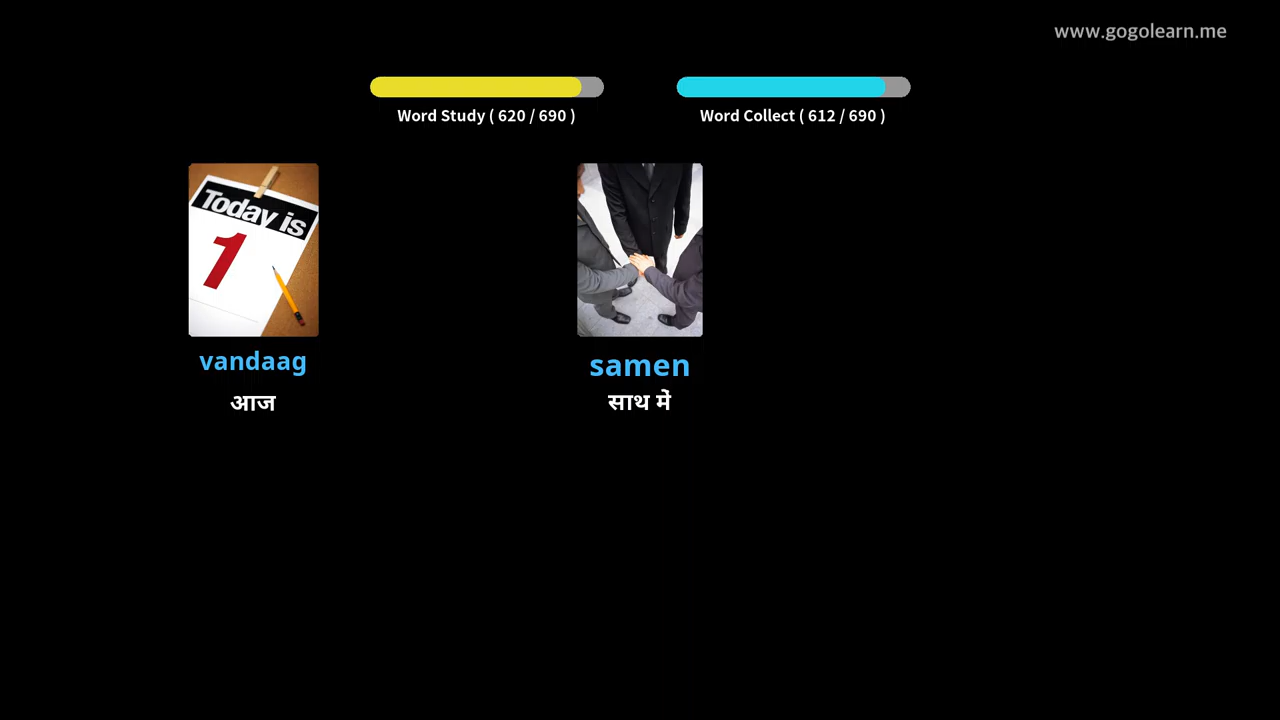 www.gogolearn.me
Word Study ( 620 / 690 )
Word Collect ( 612 / 690 )
Today is
1
vandaag
samen
आज
साथ में